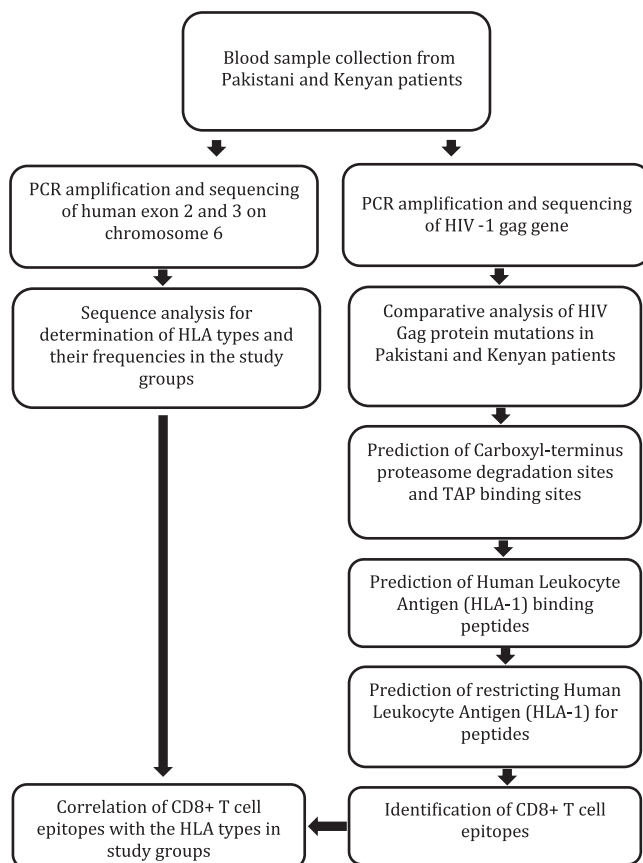 Blood sample collection from
Pakistani and Kenyan patients
PCR amplification and sequencing
of human exon 2 and 3 on
chromosome 6
PCR amplification and sequencing
of HIV -1 gag gene
Sequence analysis for
determination of HLA types and
their frequencies in the study
groups
Comparative analysis of HIV
Gag protein mutations in
Pakistani and Kenyan patients
Prediction of Carboxyl-terminus
proteasome degradation sites
and TAP binding sites
Prediction of Human Leukocyte
Antigen (HLA-1) binding
peptides
Prediction of restricting Human
Leukocyte Antigen (HLA-1) for
peptides
Correlation of CD8+ T cell
epitopes with the HLA types in
study groups
Identification of CD8+ T cell
epitopes